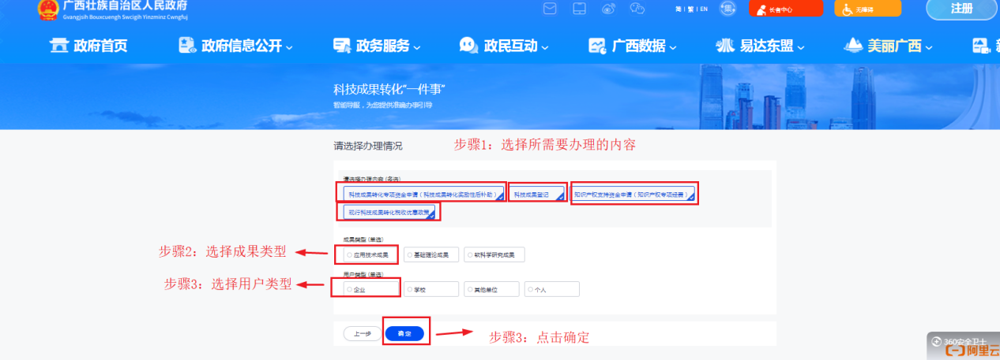 广西壮族自治区人民政府
Gvangjsih Bouxcuengh Swcigih Yinzminz Cwngfuj
简 | 繁 | EN
长者中心
无障碍
注册
政府首页 政府信息公开 政务服务 政民互动 广西数据 易达东盟 美丽广西
科技成果转化“一件事”
智能导服，为您提供准确办事引导
请选择办理情况 步骤1：选择所需要办理的内容
请选择办理内容 (多选)
科技成果转化专项资金申请（科技成果转化奖励性后补助） 科技成果登记 知识产权支持资金申请（知识产权专项经费）
现行科技成果转化税收优惠政策
成果类型 (单选)
步骤2：选择成果类型 应用技术成果 基础理论成果 软科学研究成果
用户类型 (单选)
步骤3：选择用户类型 企业 学校 其他单位 个人
上一步 确 定 步骤3：点击确定
360安全卫士
阿里云